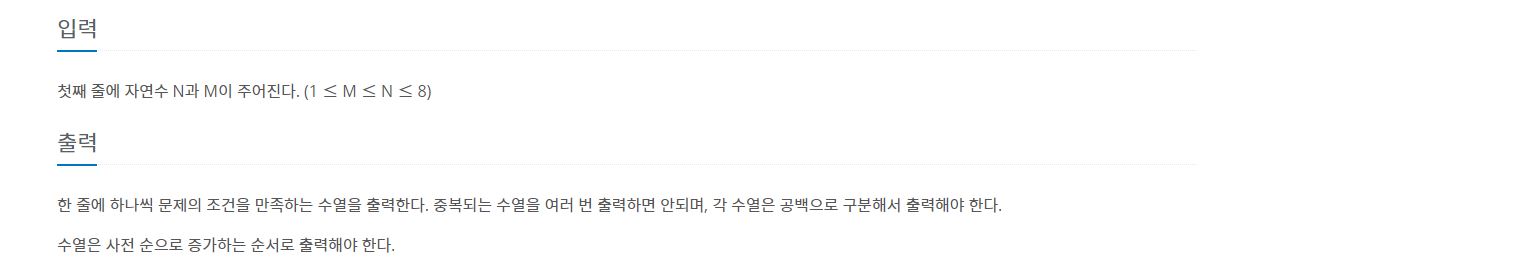 입력
첫째 줄에 자연수 N과 M이 주어진다. (1 ≤ M ≤ N ≤ 8)
출력
한 줄에 하나씩 문제의 조건을 만족하는 수열을 출력한다. 중복되는 수열을 여러 번 출력하면 안되며, 각 수열은 공백으로 구분해서 출력해야 한다.
수열은 사전 순으로 증가하는 순서로 출력해야 한다.